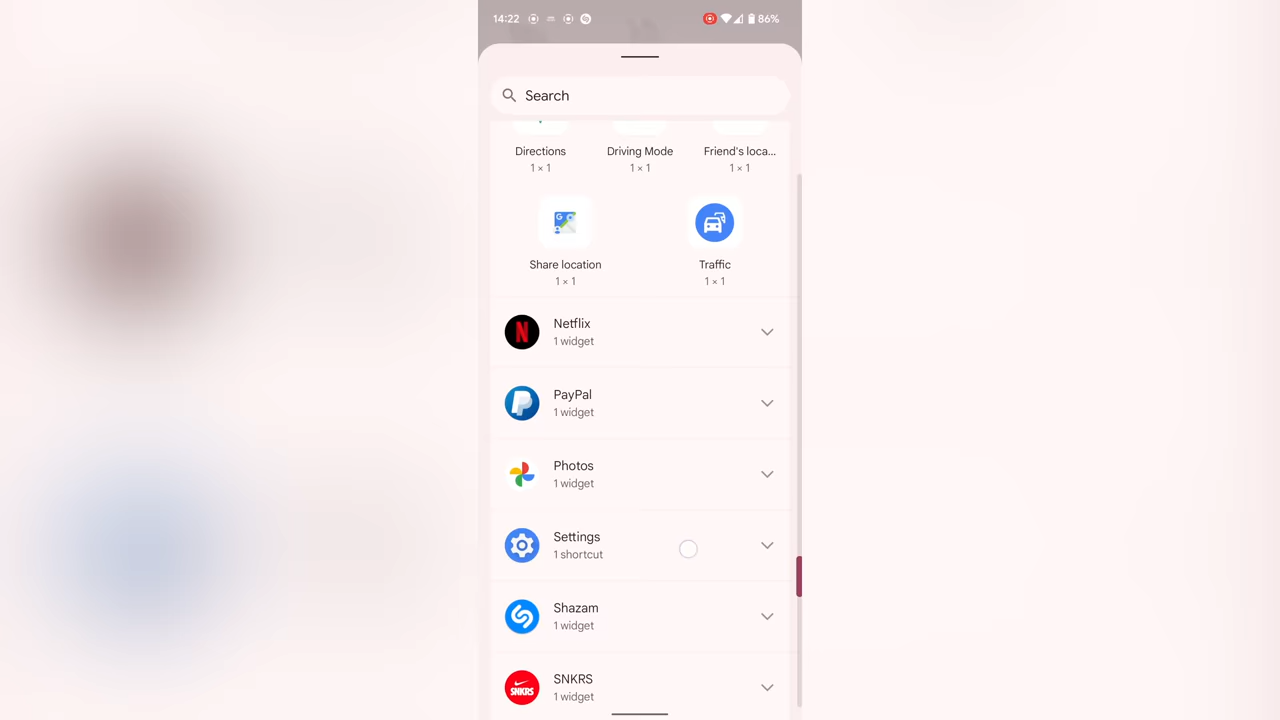 14:22 86%
Search
Directions Driving Mode Friend's loca...
1 × 1 1 × 1 1 × 1
Share location Traffic
1 × 1 1 × 1
Netflix
1 widget
PayPal
1 widget
Photos
1 widget
Settings
1 shortcut
Shazam
1 widget
SNKRS
SNKRS
1 widget